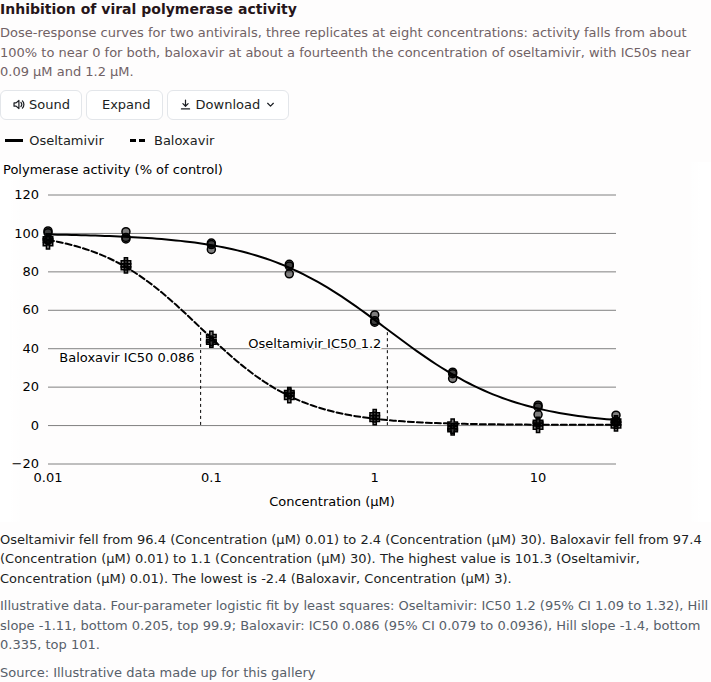 Inhibition of viral polymerase activity
Dose-response curves for two antivirals, three replicates at eight concentrations: activity falls from about
100% to near 0 for both, baloxavir at about a fourteenth the concentration of oseltamivir, with IC50s near
0.09 µM and 1.2 µM.
Sound Expand Download
Oseltamivir Baloxavir
Polymerase activity (% of control)
120
100
80
60
Oseltamivir IC50 1.2
40
Baloxavir IC50 0.086
20
0
−20
0.01 0.1 1 10
Concentration (µM)
Oseltamivir fell from 96.4 (Concentration (µM) 0.01) to 2.4 (Concentration (µM) 30). Baloxavir fell from 97.4
(Concentration (µM) 0.01) to 1.1 (Concentration (µM) 30). The highest value is 101.3 (Oseltamivir,
Concentration (µM) 0.01). The lowest is -2.4 (Baloxavir, Concentration (µM) 3).
Illustrative data. Four-parameter logistic fit by least squares: Oseltamivir: IC50 1.2 (95% CI 1.09 to 1.32), Hill
slope -1.11, bottom 0.205, top 99.9; Baloxavir: IC50 0.086 (95% CI 0.079 to 0.0936), Hill slope -1.4, bottom
0.335, top 101.
Source: Illustrative data made up for this gallery